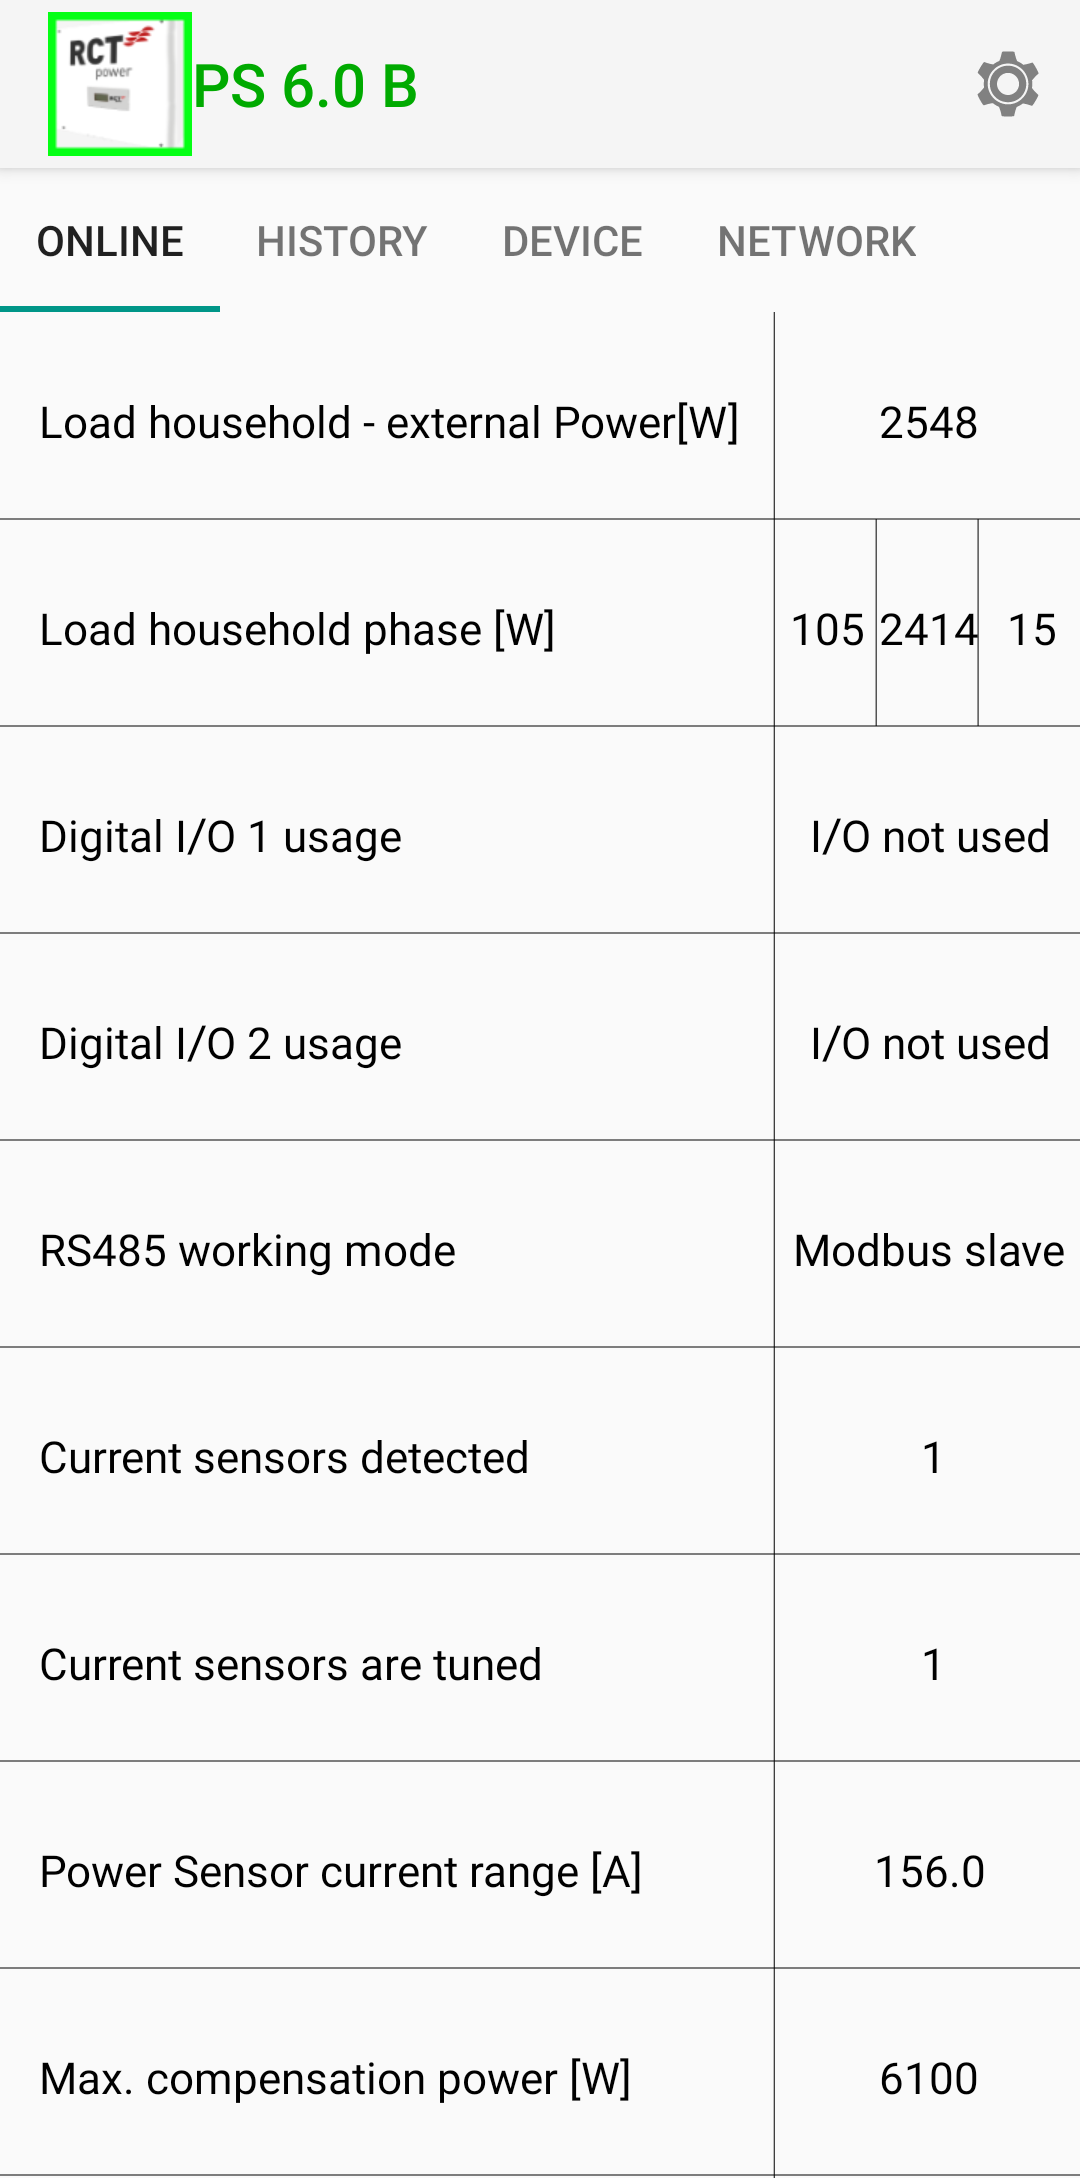 RCT
power
PS 6.0 B
ONLINE HISTORY DEVICE NETWORK
Load household - external Power[W] 2548
Load household phase [W] 105 2414 15
Digital I/O 1 usage I/O not used
Digital I/O 2 usage I/O not used
RS485 working mode Modbus slave
Current sensors detected 1
Current sensors are tuned 1
Power Sensor current range [A] 156.0
Max. compensation power [W] 6100